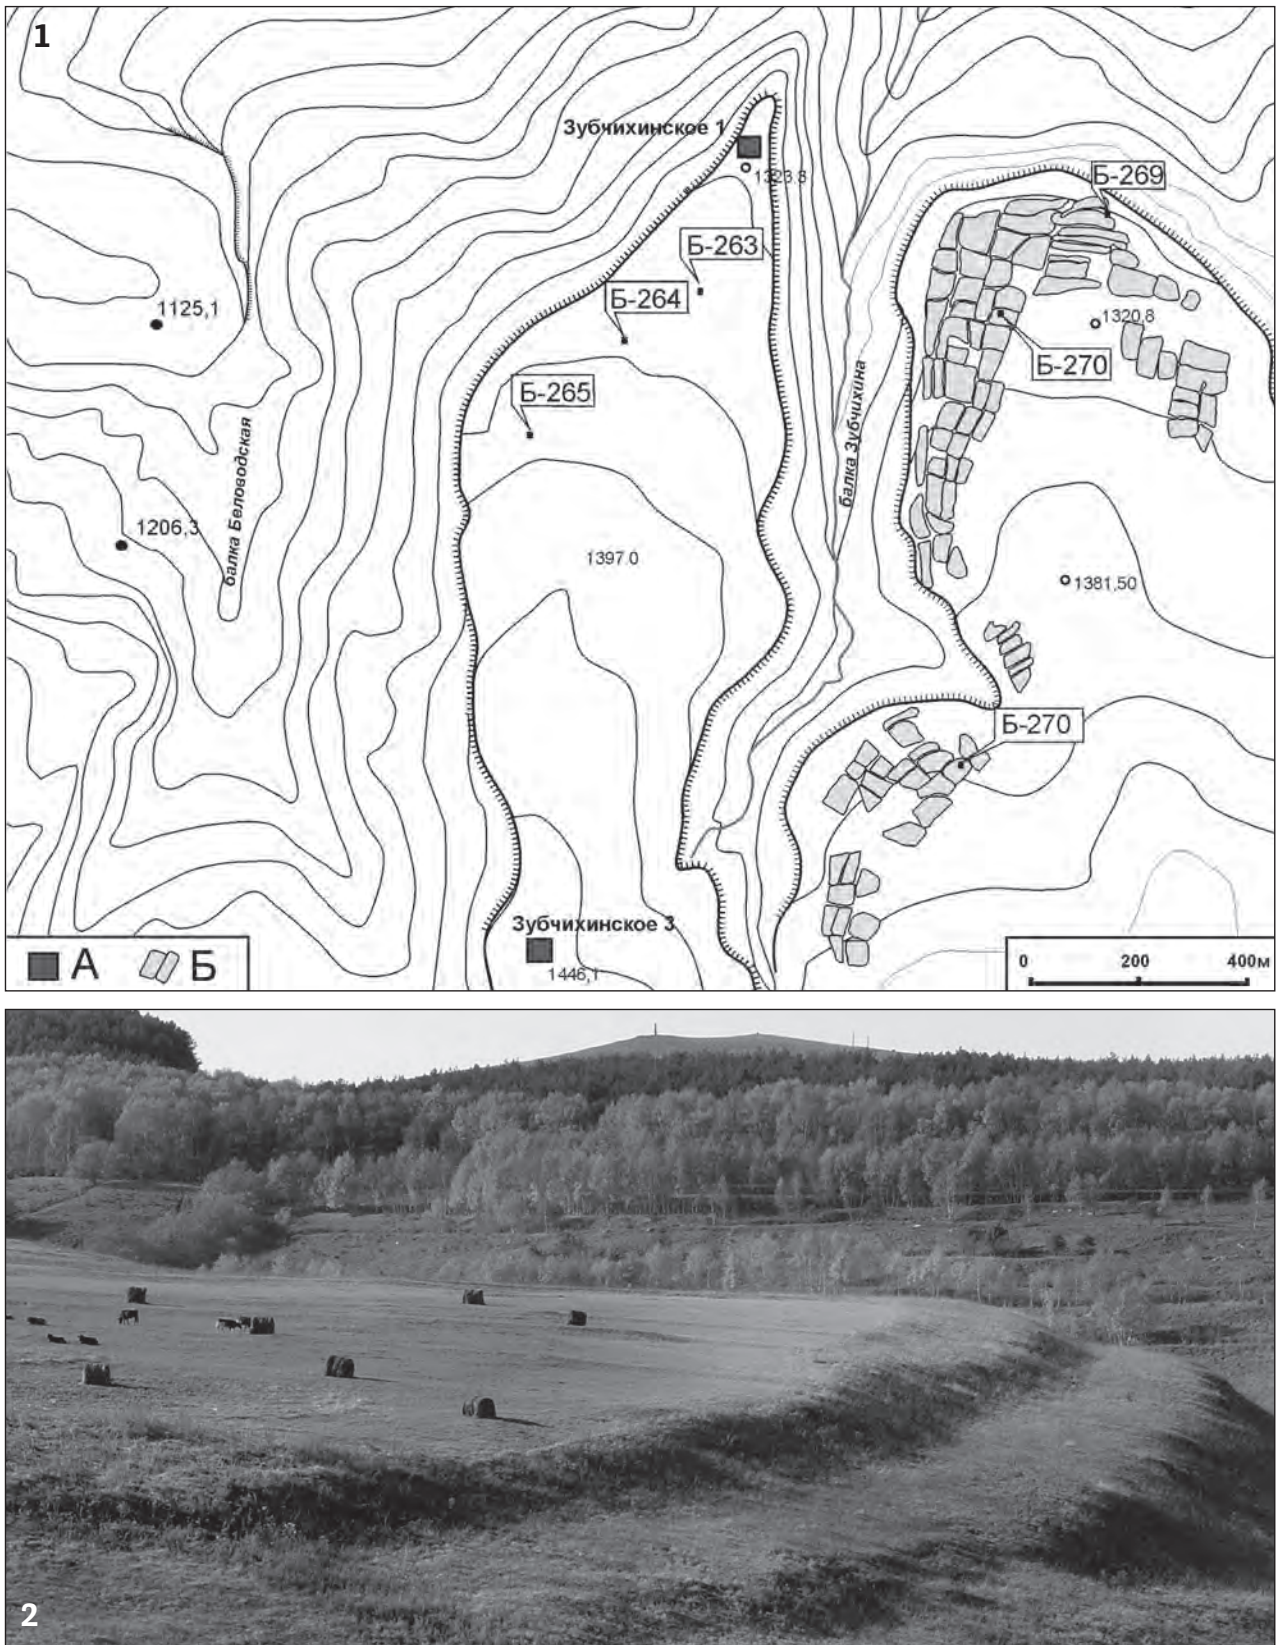 1
Зубчихинское 1
1323.8
Б-269
Б-263
Б-264
1125,1
1320.8
Б-270
Б-265
балка Зубчихина
балка Беловодская
1206,3
1397.0
1381,50
Б-270
Зубчихинское 3
1446,1
А Б
0 200 400м
2